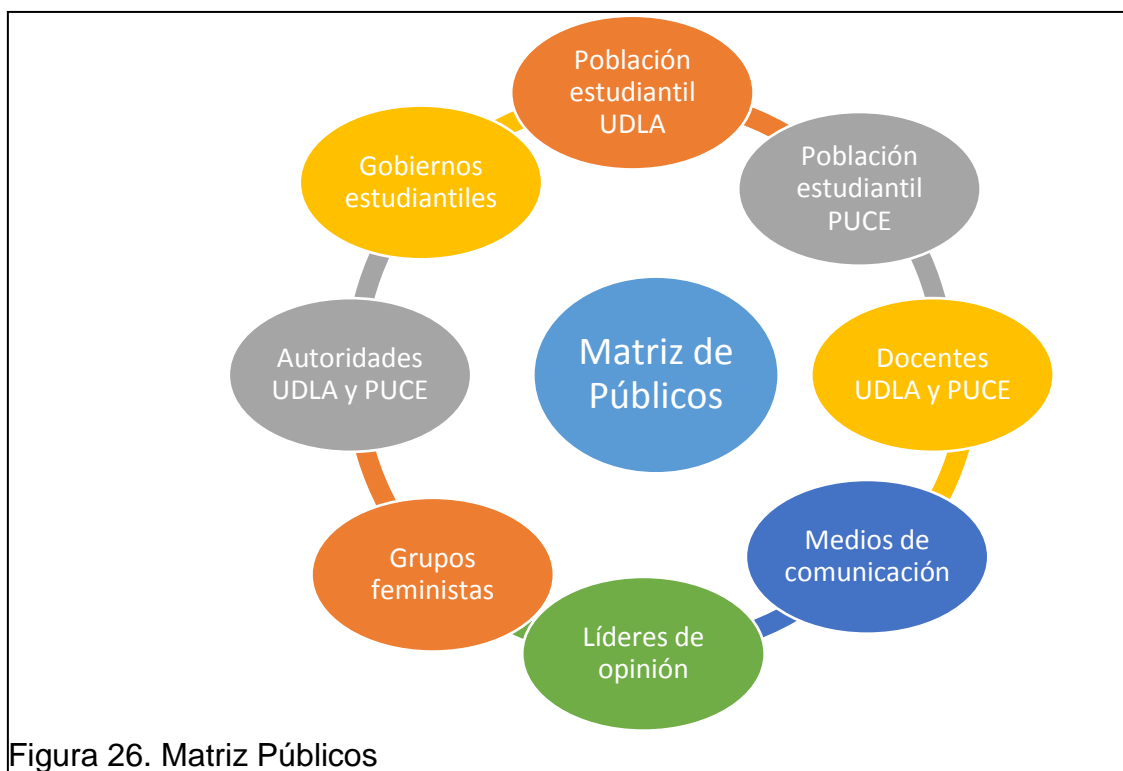 Población
estudiantil
UDLA
Población
estudiantil
PUCE
Docentes
UDLA y PUCE
Medios de
comunicación
Líderes de
opinión
Grupos
feministas
Autoridades
UDLA y PUCE
Gobiernos
estudiantiles
Matriz de
Públicos
Figura 26. Matriz Públicos